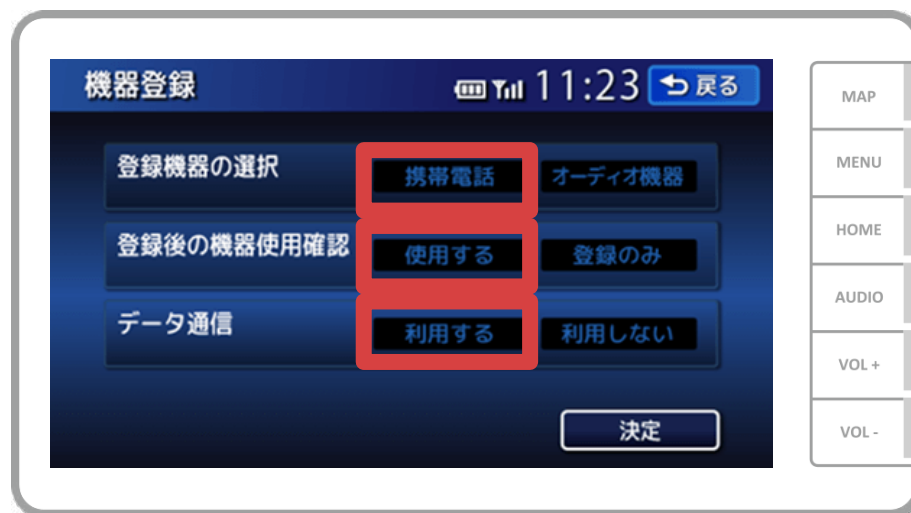 機器登録 11:23 戻る
登録機器の選択 携帯電話 オーディオ機器
登録後の機器使用確認 使用する 登録のみ
データ通信 利用する 利用しない
決定
MAP
MENU
HOME
AUDIO
VOL +
VOL -